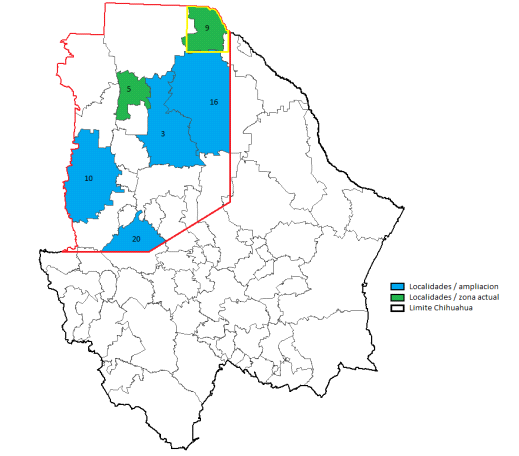 9
5
16
3
10
20
Localidades / ampliacion
Localidades / zona actual
Limite Chihuahua